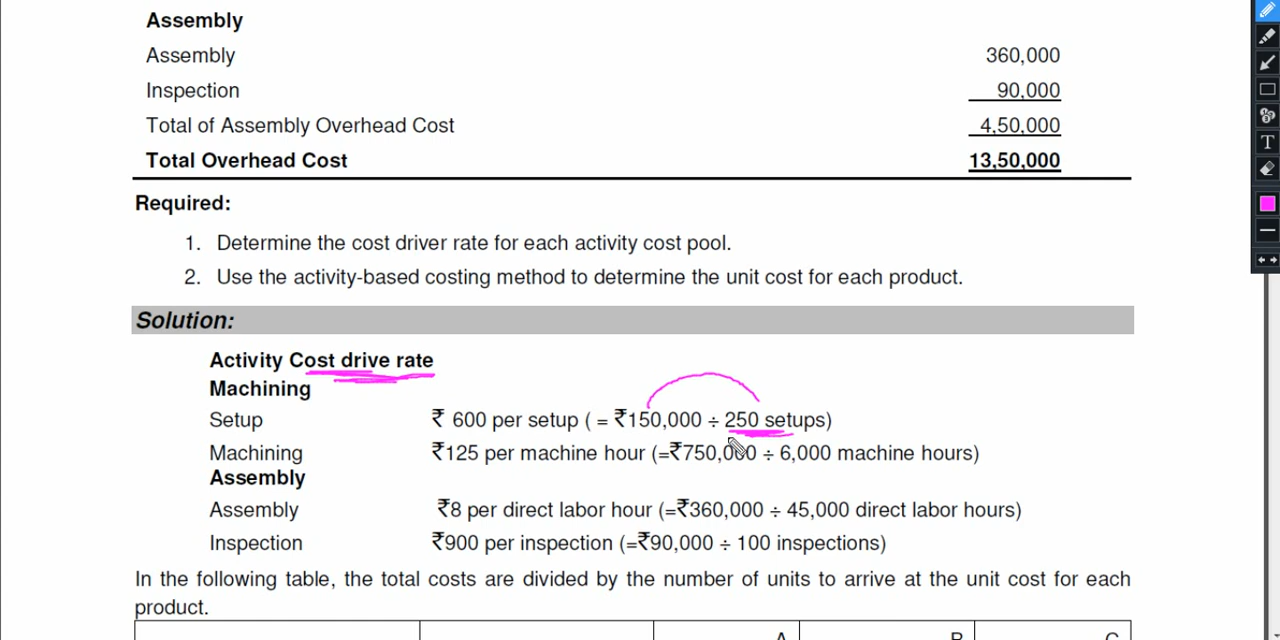 Assembly
Assembly 360,000
Inspection 90,000
Total of Assembly Overhead Cost 4,50,000
Total Overhead Cost 13,50,000
Required:
1. Determine the cost driver rate for each activity cost pool.
2. Use the activity-based costing method to determine the unit cost for each product.
Solution:
Activity Cost drive rate
Machining
Setup ₹ 600 per setup ( = ₹150,000 ÷ 250 setups)
Machining ₹125 per machine hour (=₹750,000 ÷ 6,000 machine hours)
Assembly
Assembly ₹8 per direct labor hour (=₹360,000 ÷ 45,000 direct labor hours)
Inspection ₹900 per inspection (=₹90,000 ÷ 100 inspections)
In the following table, the total costs are divided by the number of units to arrive at the unit cost for each
product.
A B C
T